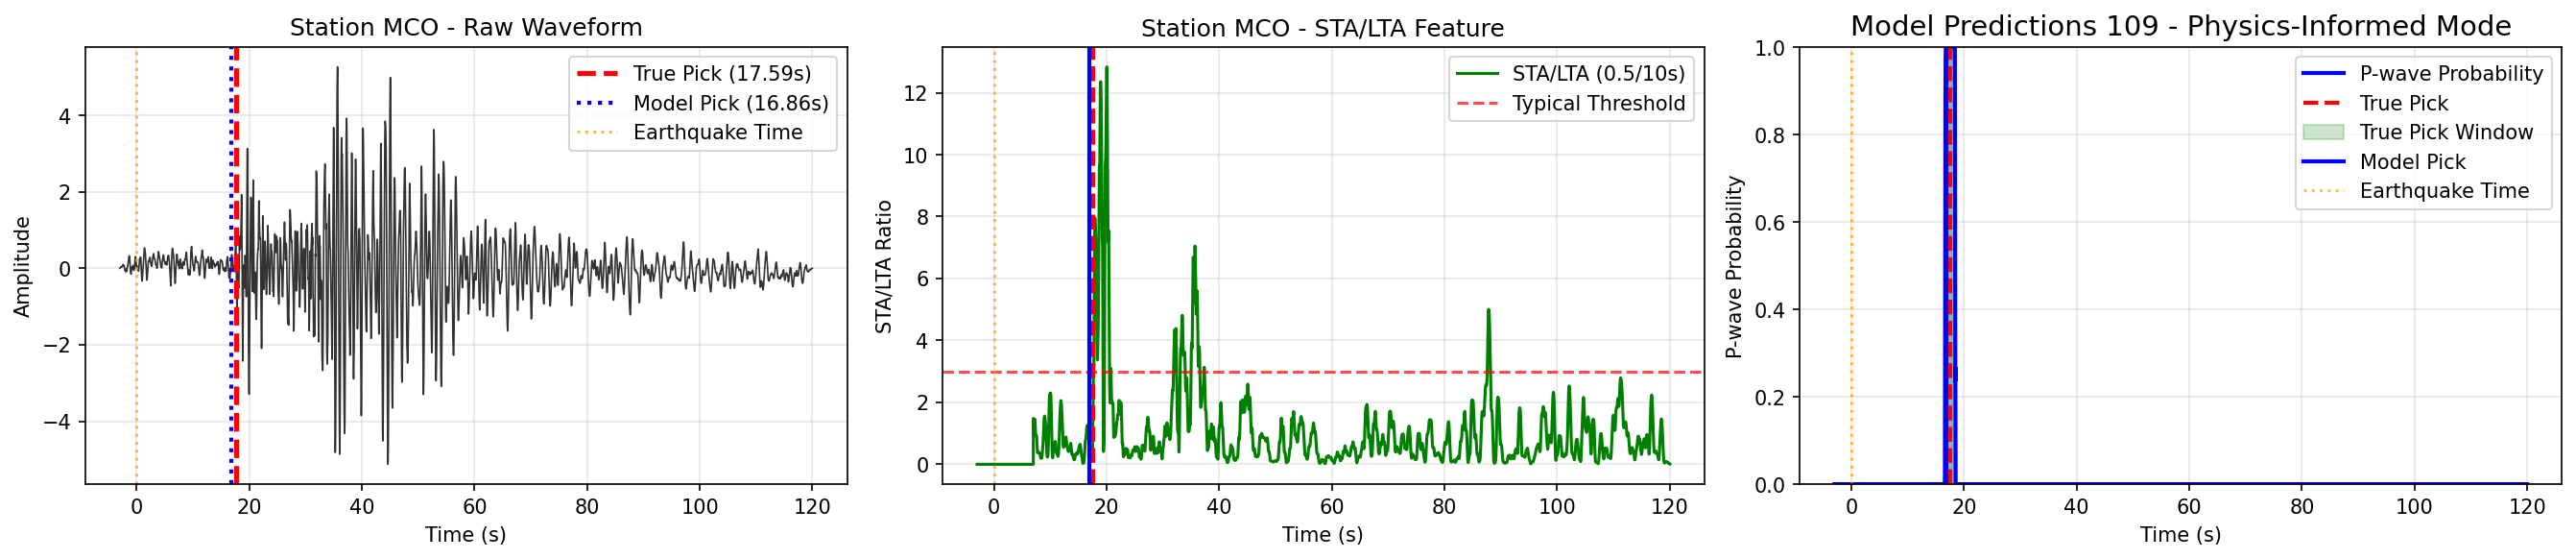 Station MCO - Raw Waveform
Amplitude
4
2
0
−2
−4
True Pick (17.59s)
Model Pick (16.86s)
Earthquake Time
0
20
40
60
80
100
120
Time (s)
Station MCO - STA/LTA Feature
STA/LTA Ratio
12
10
8
6
4
2
0
STA/LTA (0.5/10s)
Typical Threshold
0
20
40
60
80
100
120
Time (s)
Model Predictions 109 - Physics-Informed Mode
P-wave Probability
1.0
0.8
0.6
0.4
0.2
0.0
P-wave Probability
True Pick
True Pick Window
Model Pick
Earthquake Time
0
20
40
60
80
100
120
Time (s)